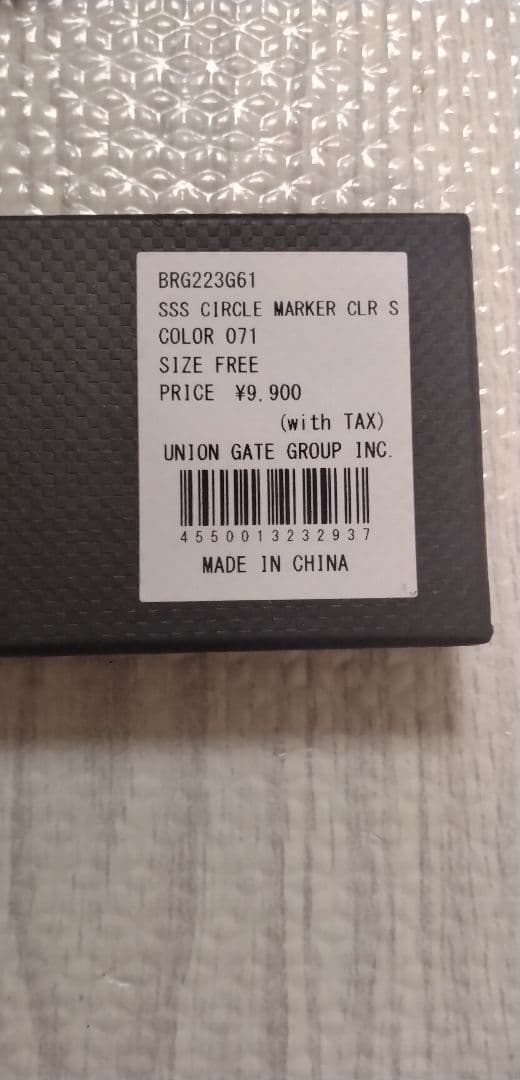 BRG223G61
SSS CIRCLE MARKER CLR S
COLOR 071
SIZE FREE
PRICE ¥9,900
(with TAX)
UNION GATE GROUP INC.
4550013232937
MADE IN CHINA